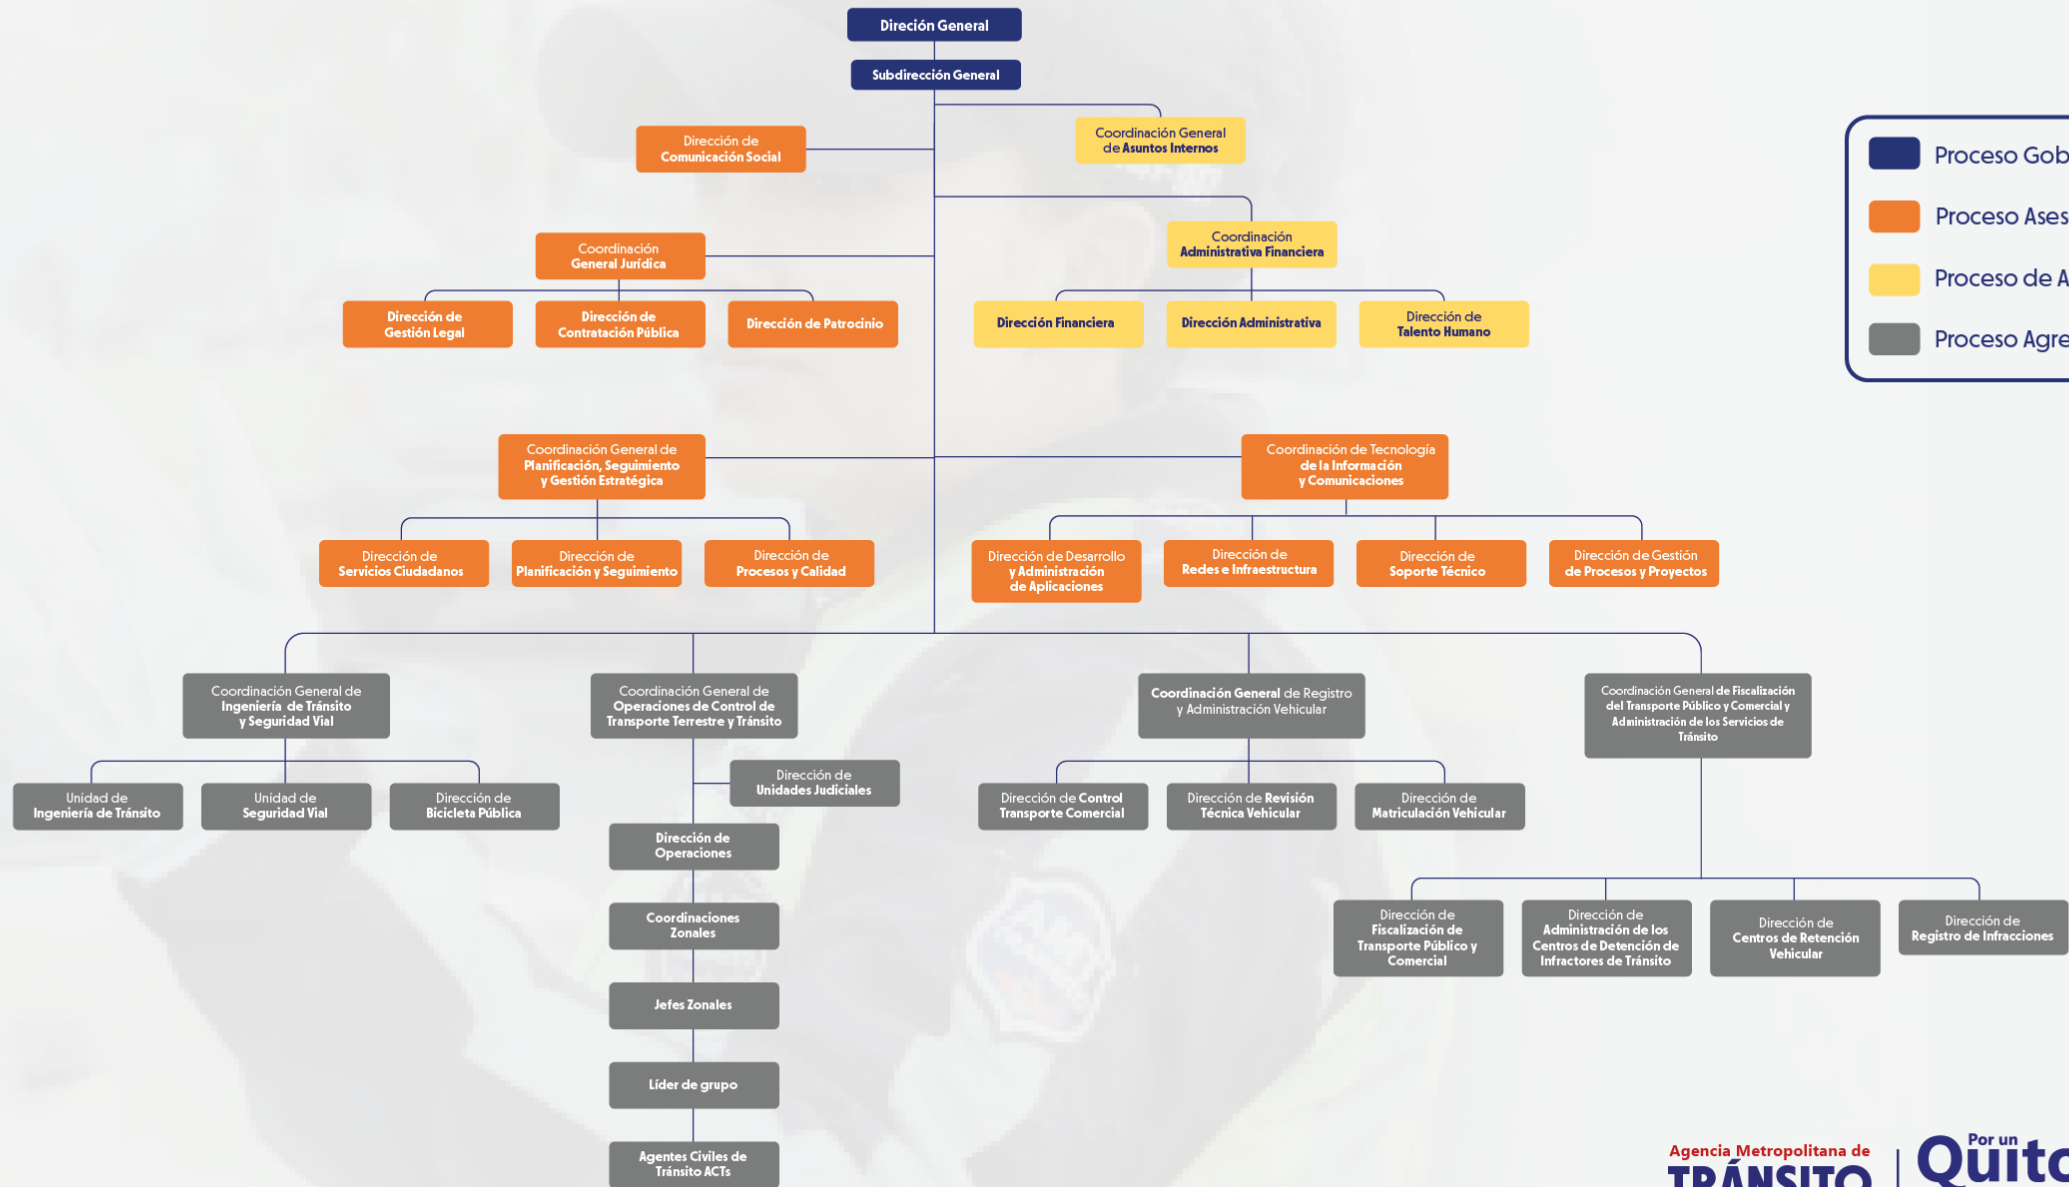 Direción General
Subdirección General
Dirección de
Comunicación Social
Coordinación General
de Asuntos Internos
Coordinación
General Jurídica
Coordinación
Administrativa Financiera
Dirección de
Gestión Legal
Dirección de
Contratación Pública
Dirección de Patrocinio
Dirección Financiera
Dirección Administrativa
Dirección de
Talento Humano
Proceso Gob
Proceso Ases
Proceso de A
Proceso Agre
Coordinación General de
Planificación, Seguimiento
y Gestión Estratégica
Coordinación de Tecnología
de la Información
y Comunicaciones
Dirección de
Servicios Ciudadanos
Dirección de
Planificación y Seguimiento
Dirección de
Procesos y Calidad
Dirección de Desarrollo
y Administración
de Aplicaciones
Dirección de
Redes e Infraestructura
Dirección de
Soporte Técnico
Dirección de Gestión
de Procesos y Proyectos
Coordinación General de
Ingeniería de Tránsito
y Seguridad Vial
Coordinación General de
Operaciones de Control de
Transporte Terrestre y Tránsito
Coordinación General de Registro
y Administración Vehicular
Coordinación General de Fiscalización
del Transporte Público y Comercial y
Administración de los Servicios de
Tránsito
Unidad de
Ingeniería de Tránsito
Unidad de
Seguridad Vial
Dirección de
Bicicleta Pública
Dirección de
Unidades Judiciales
Dirección de
Operaciones
Coordinaciones
Zonales
Jefes Zonales
Líder de grupo
Agentes Civiles de
Tránsito ACTs
Dirección de Control
Transporte Comercial
Dirección de Revisión
Técnica Vehicular
Dirección de
Matriculación Vehicular
Dirección de
Fiscalización de
Transporte Público y
Comercial
Dirección de
Administración de los
Centros de Detención de
Infractores de Tránsito
Dirección de
Centros de Retención
Vehicular
Dirección de
Registro de Infracciones
Agencia Metropolitana de
TRÁNSITO
Por un
Quito